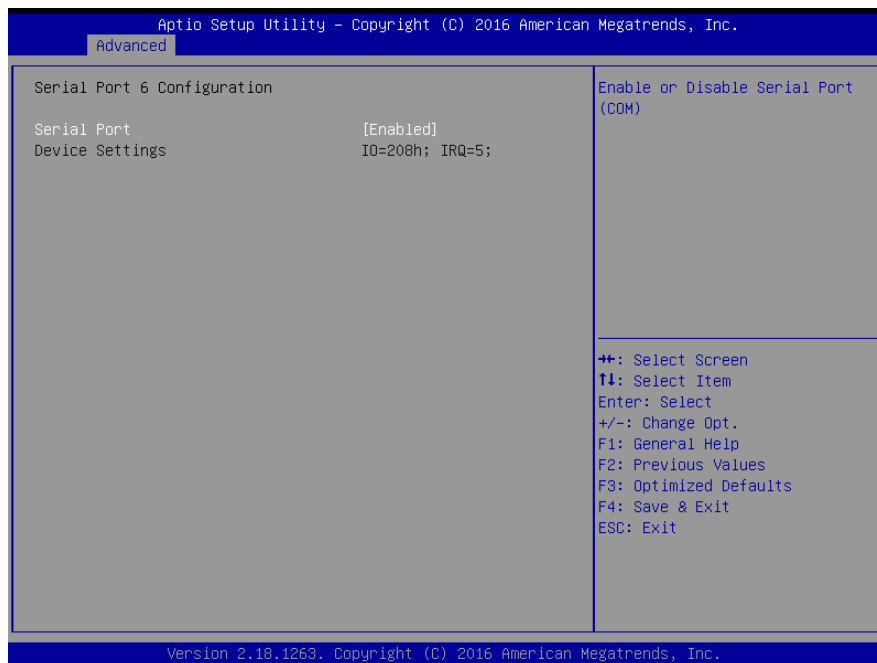 Aptio Setup Utility – Copyright (C) 2016 American Megatrends, Inc.
Advanced
Serial Port 6 Configuration
Serial Port [Enabled]
Device Settings IO=208h; IRQ=5;
Enable or Disable Serial Port
(COM)
→←: Select Screen
↑↓: Select Item
Enter: Select
+/-: Change Opt.
F1: General Help
F2: Previous Values
F3: Optimized Defaults
F4: Save & Exit
ESC: Exit
Version 2.18.1263. Copyright (C) 2016 American Megatrends, Inc.